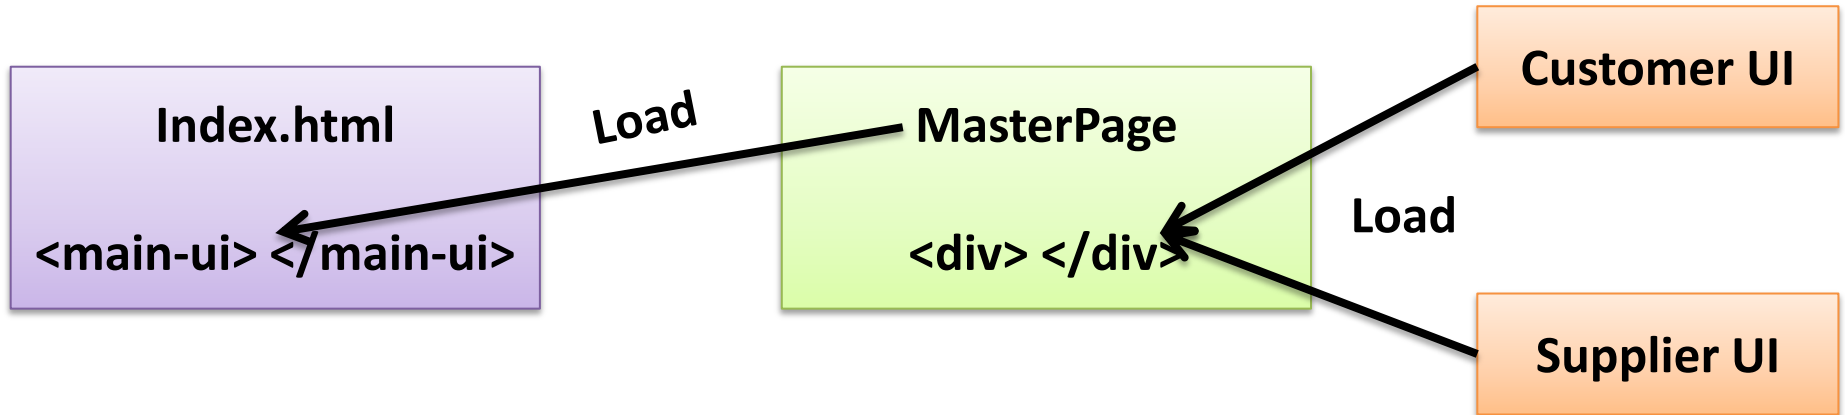 Index.html
<main-ui> </main-ui>
Load
MasterPage
<div> </div>
Load
Customer UI
Supplier UI